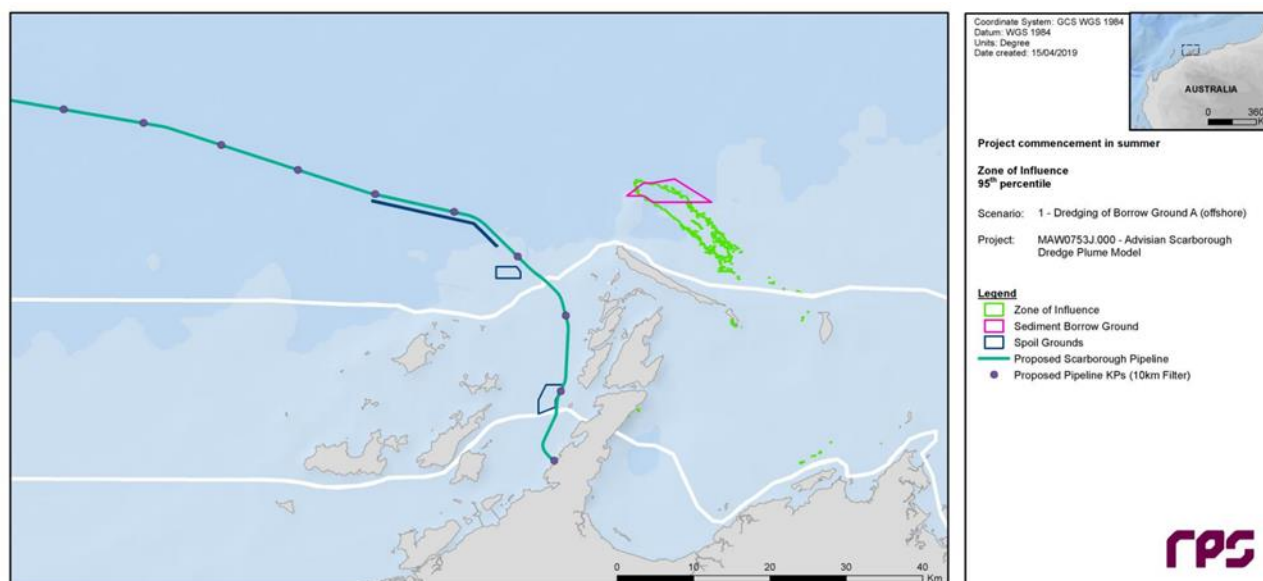 Coordinate System: GCS WGS 1984
Datum: WGS 1984
Units: Degree
Date created: 15/04/2019
AUSTRALIA
0 360
Project commencement in summer
Zone of Influence
95th percentile
Scenario: 1 - Dredging of Borrow Ground A (offshore)
Project: MAW0753J.000 - Advisian Scarborough
Dredge Plume Model
Legend
Zone of Influence
Sediment Borrow Ground
Spoil Grounds
Proposed Scarborough Pipeline
Proposed Pipeline KPs (10km Filter)
0 10 20 30 40
Km
rps